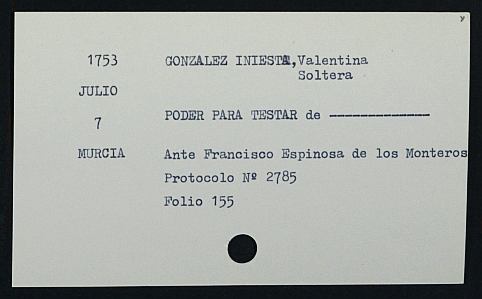 1753 GONZALEZ INIESTA,Valentina
Soltera
JULIO
7 PODER PARA TESTAR de -------------
MURCIA Ante Francisco Espinosa de los Monteros
Protocolo Nº 2785
Folio 155